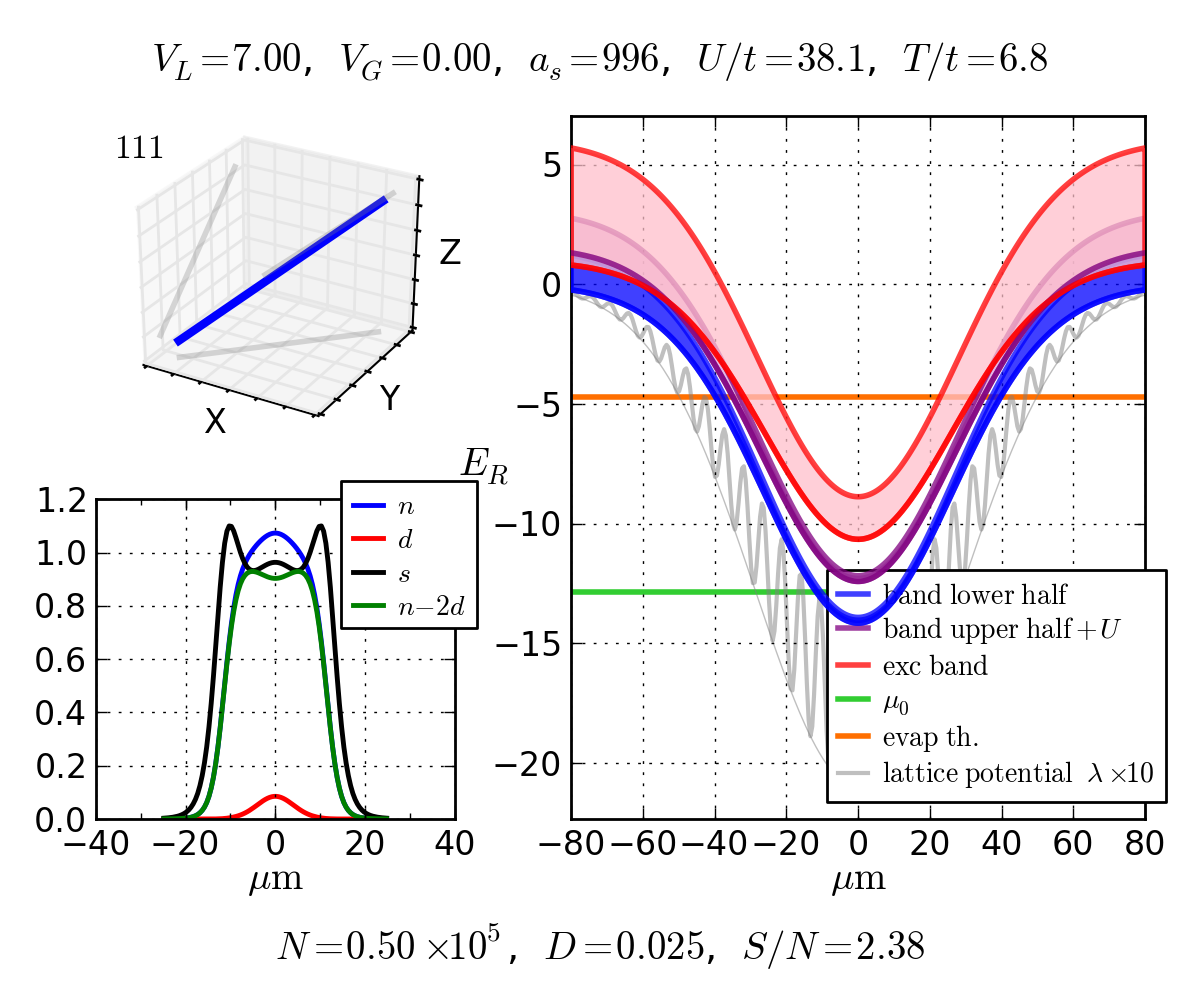 V_L=7.00, V_G=0.00, a_s=996, U/t=38.1, T/t=6.8
111
Z
Y
X
E_R
1.2
1.0
0.8
0.6
0.4
0.2
0.0
n
d
s
n−2d
−40 −20 0 20 40
μm
5
0
−5
−10
−15
−20
band lower half
band upper half+U
exc band
μ_0
evap th.
lattice potential λ×10
−80 −60 −40 −20 0 20 40 60 80
μm
N=0.50×10^5, D=0.025, S/N=2.38